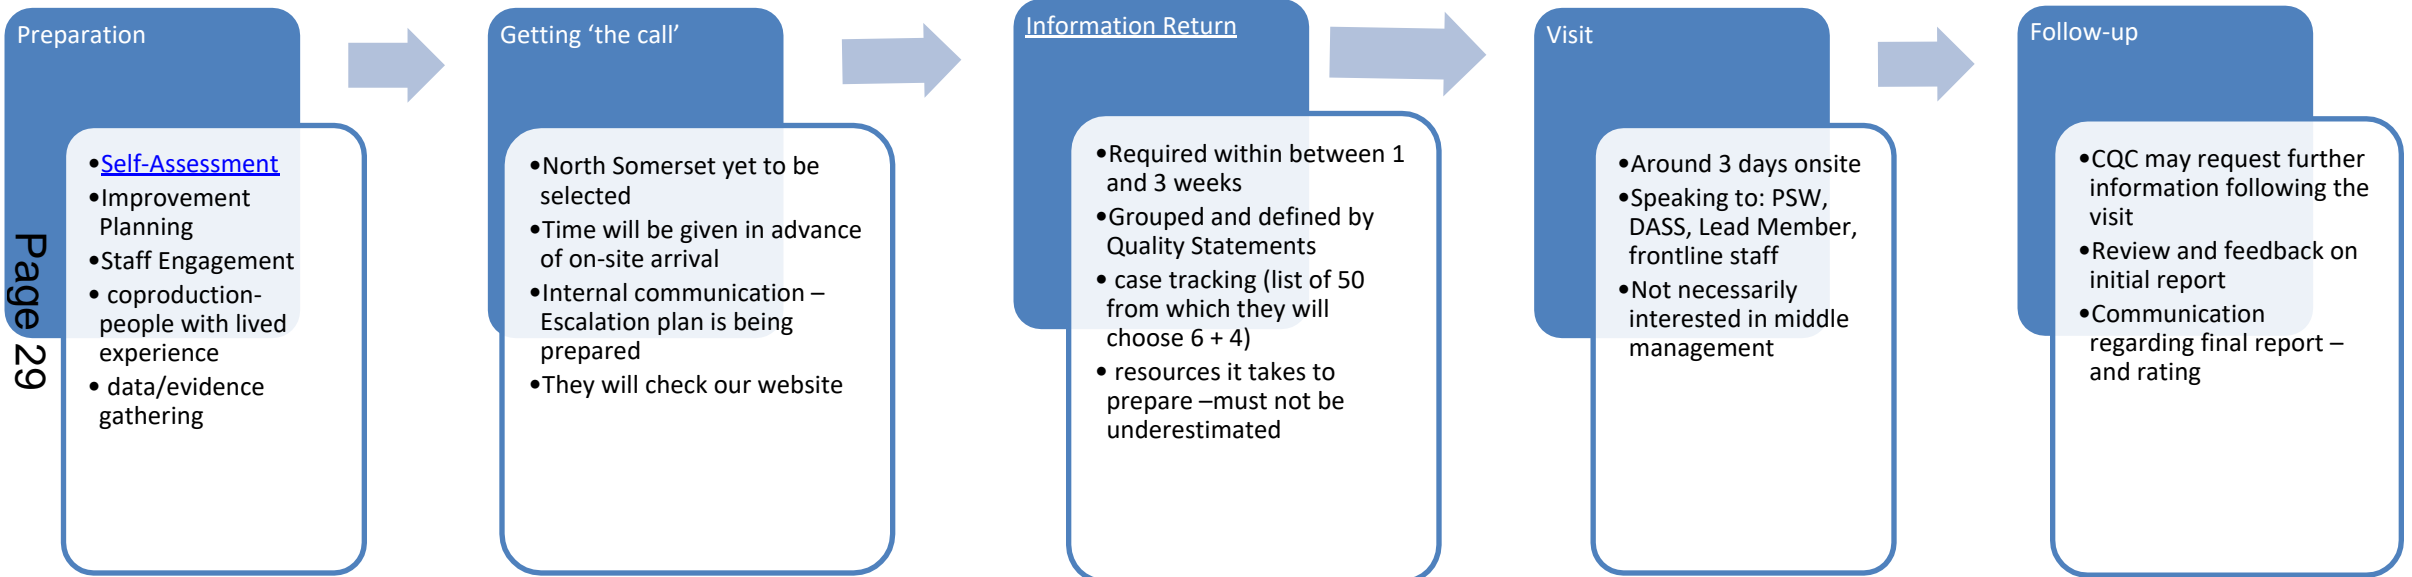 Preparation
•Self-Assessment
•Improvement
Planning
•Staff Engagement
• coproduction-
people with lived
experience
• data/evidence
gathering
Getting ‘the call’
•North Somerset yet to be
selected
•Time will be given in advance
of on-site arrival
•Internal communication –
Escalation plan is being
prepared
•They will check our website
Information Return
•Required within between 1
and 3 weeks
•Grouped and defined by
Quality Statements
• case tracking (list of 50
from which they will
choose 6 + 4)
• resources it takes to
prepare –must not be
underestimated
Visit
•Around 3 days onsite
•Speaking to: PSW,
DASS, Lead Member,
frontline staff
•Not necessarily
interested in middle
management
Follow-up
•CQC may request further
information following the
visit
•Review and feedback on
initial report
•Communication
regarding final report –
and rating
Page 29